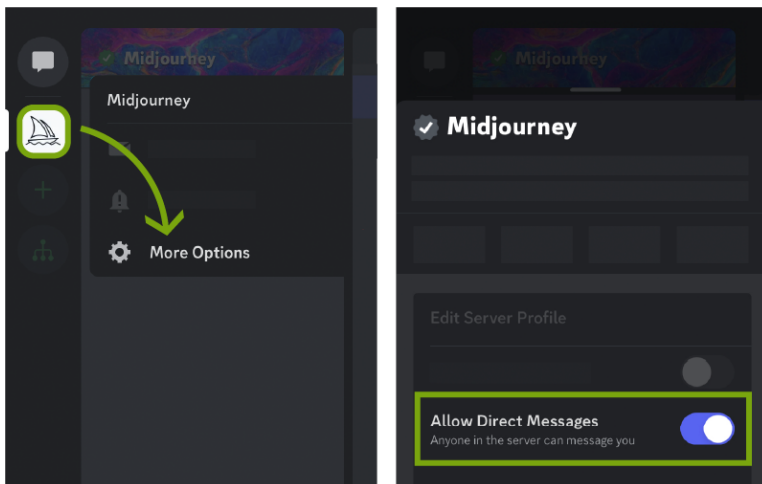 Midjourney
Midjourney
More Options
Midjourney
Midjourney
Edit Server Profile
Allow Direct Messages
Anyone in the server can message you